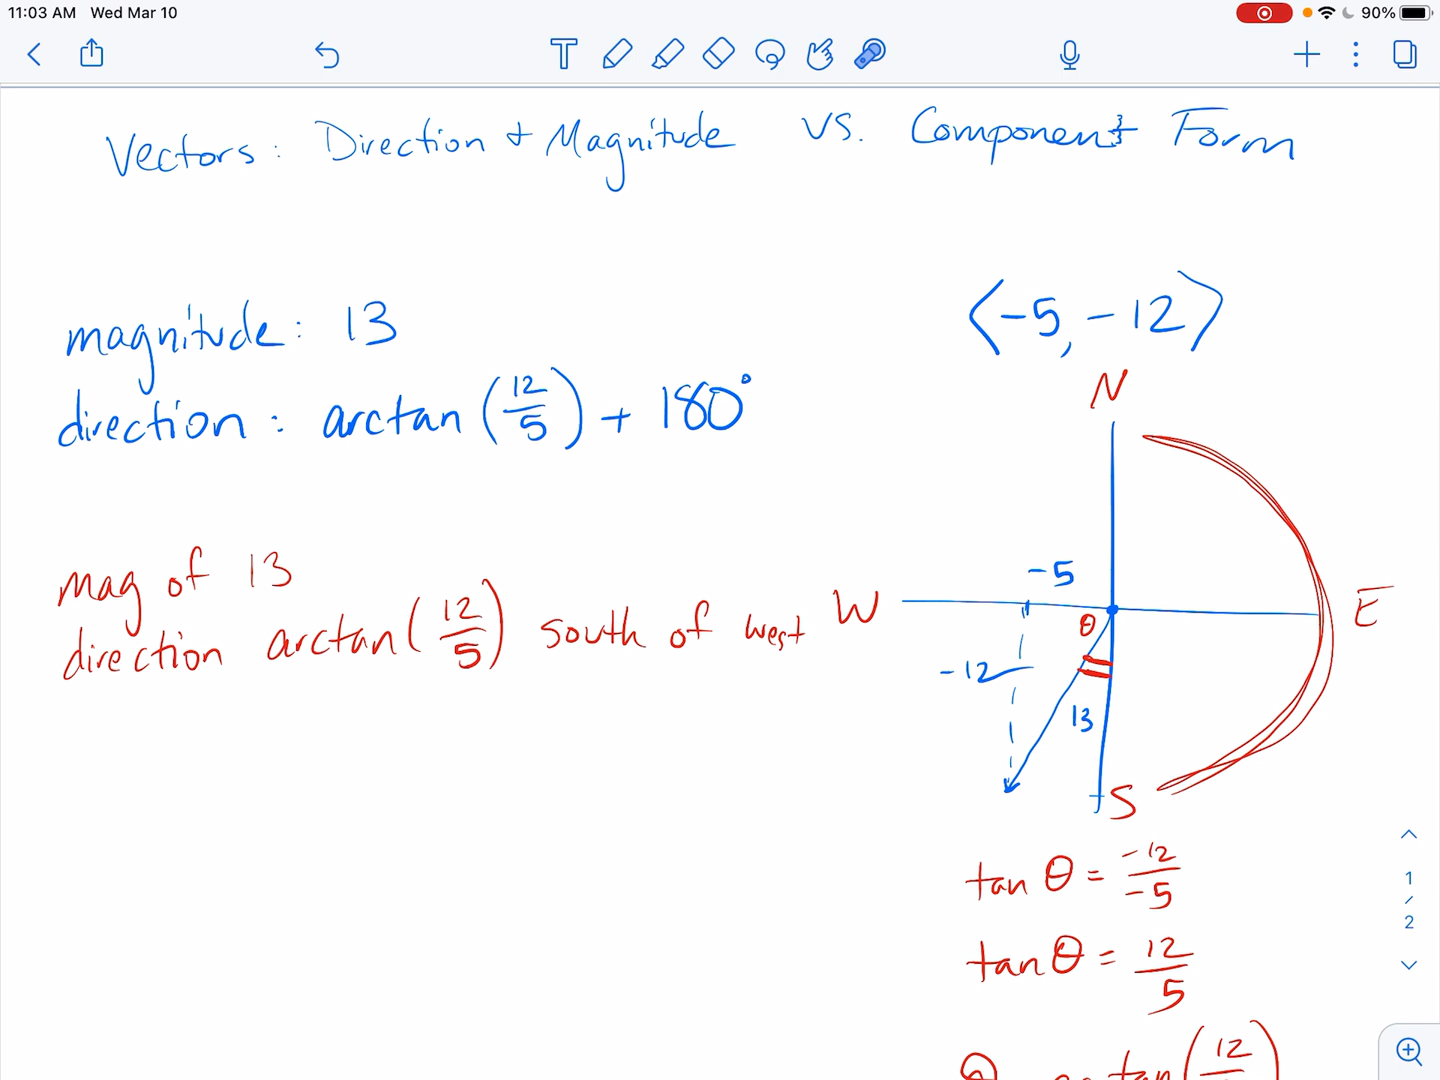 11:03 AM Wed Mar 10 90%
T
Vectors: Direction + Magnitude vs. Component Form
magnitude: 13
direction: arctan(12/5) + 180°
⟨-5, -12⟩
N
mag of 13
direction arctan(12/5) south of west
W
-5
E
θ
-12
13
S
tan θ = -12/-5
tan θ = 12/5
1
/
2